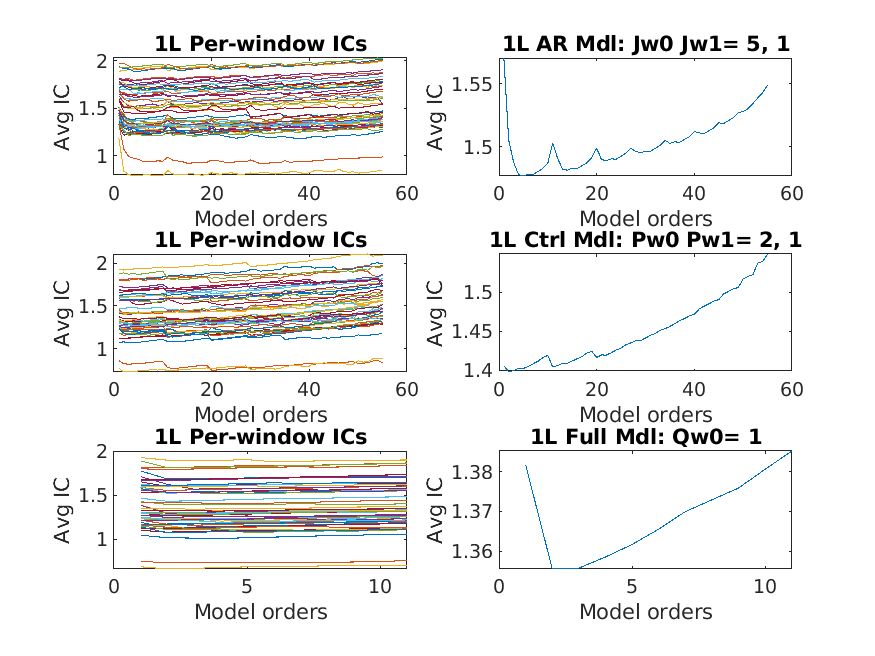 1L Per-window ICs
2
1.5
1
Avg IC
0 20 40 60
Model orders
1L AR Mdl: Jw0 Jw1= 5, 1
1.55
1.5
Avg IC
0 20 40 60
Model orders
1L Per-window ICs
2
1.5
1
Avg IC
0 20 40 60
Model orders
1L Ctrl Mdl: Pw0 Pw1= 2, 1
1.5
1.45
1.4
Avg IC
0 20 40 60
Model orders
1L Per-window ICs
2
1.5
1
Avg IC
0 5 10
Model orders
1L Full Mdl: Qw0= 1
1.38
1.37
1.36
Avg IC
0 5 10
Model orders